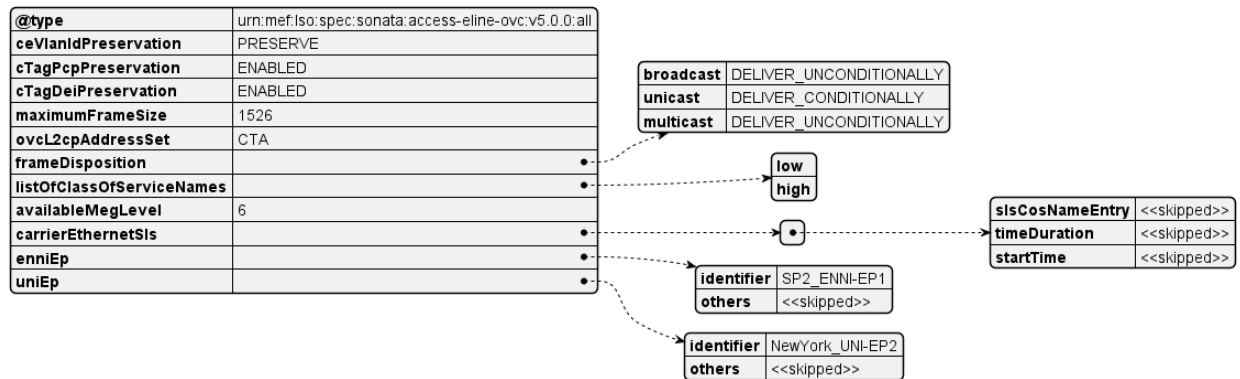 @type urn:mef:lso:spec:sonata:access-eline-ovc:v5.0.0:all
ceVlanIdPreservation PRESERVE
cTagPcpPreservation ENABLED
cTagDeiPreservation ENABLED
maximumFrameSize 1526
ovcL2cpAddressSet CTA
frameDisposition
listOfClassOfServiceNames
availableMegLevel 6
carrierEthernetSls
enniEp
uniEp
broadcast DELIVER_UNCONDITIONALLY
unicast DELIVER_CONDITIONALLY
multicast DELIVER_UNCONDITIONALLY
low
high
slsCosNameEntry <<skipped>>
timeDuration <<skipped>>
startTime <<skipped>>
identifier SP2_ENNI-EP1
others <<skipped>>
identifier NewYork_UNI-EP2
others <<skipped>>